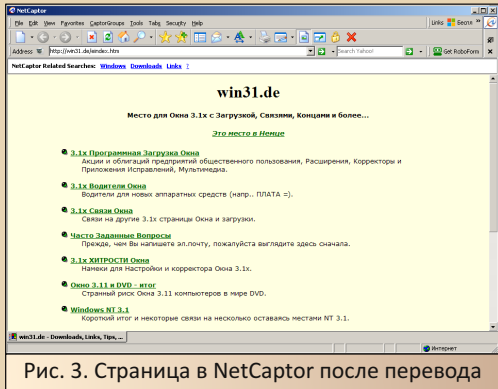 NetCaptor
File Edit View Favorites CaptorGroups Tools Tabs Security Help
Links Беспл »
Search Yahoo! Get RoboForm
Address http://win31.de/eindex.htm
NetCaptor Related Searches: Windows Downloads Links ?
win31.de
Место для Окна 3.1x с Загрузкой, Связями, Концами и более...
Это место в Немце
3.1x Программная Загрузка Окна
Акции и облигаций предприятий общественного пользования, Расширения, Корректоры и
Приложения Исправлений, Мультимедиа.
3.1x Водители Окна
Водители для новых аппаратных средств (напр.. ПЛАТА =).
3.1x Связи Окна
Связи на другие 3.1x страницы Окна и загрузки.
Часто Заданные Вопросы
Прежде, чем Вы напишете эл.почту, пожалуйста выглядите здесь сначала.
3.1x ХИТРОСТИ Окна
Намеки для Настройки и корректора Окна 3.1x.
Окно 3.11 и DVD - итог
Странный риск Окна 3.11 компьютеров в мире DVD.
Windows NT 3.1
Короткий итог и некоторые связи на несколько оставаясь местами NT 3.1.
win31.de - Downloads, Links, Tips, ...
Интернет
Рис. 3. Страница в NetCaptor после перевода